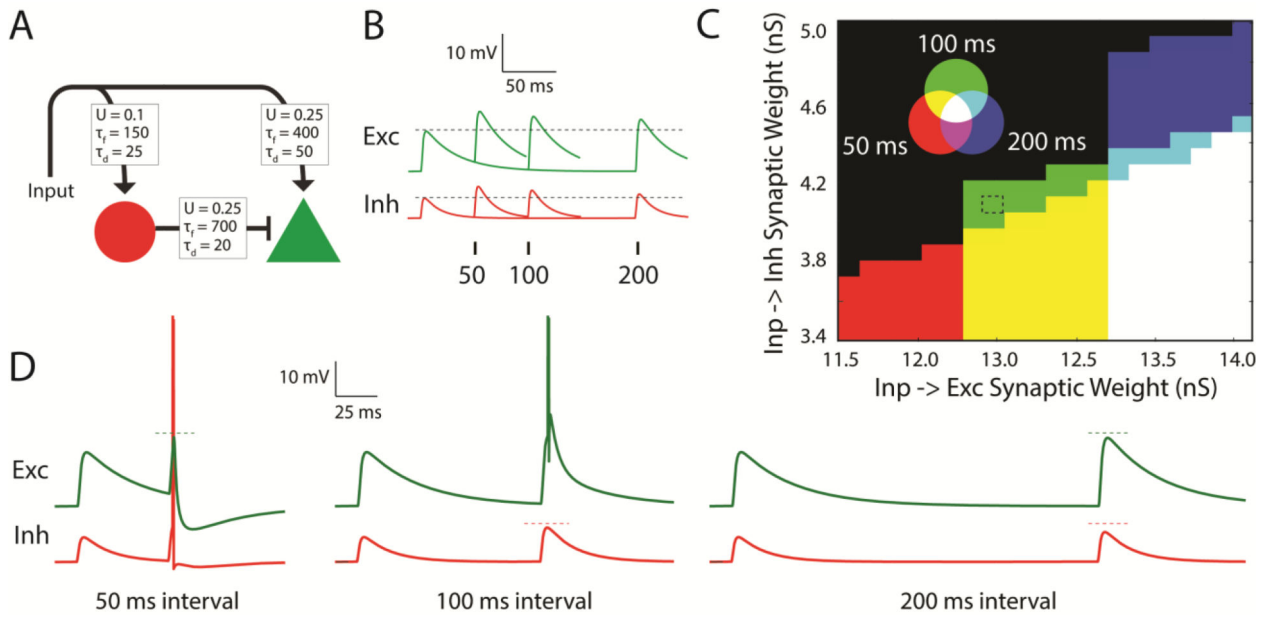 A
U = 0.1
τf = 150
τd = 25
U = 0.25
τf = 400
τd = 50
Input
U = 0.25
τf = 700
τd = 20
B
10 mV
50 ms
Exc
Inh
50 100 200
C
Inp -> Inh Synaptic Weight (nS)
5.0
4.6
4.2
3.8
3.4
100 ms
50 ms
200 ms
11.5 12.0 13.0 12.5 13.5 14.0
Inp -> Exc Synaptic Weight (nS)
D
10 mV
25 ms
Exc
Inh
50 ms interval
100 ms interval
200 ms interval